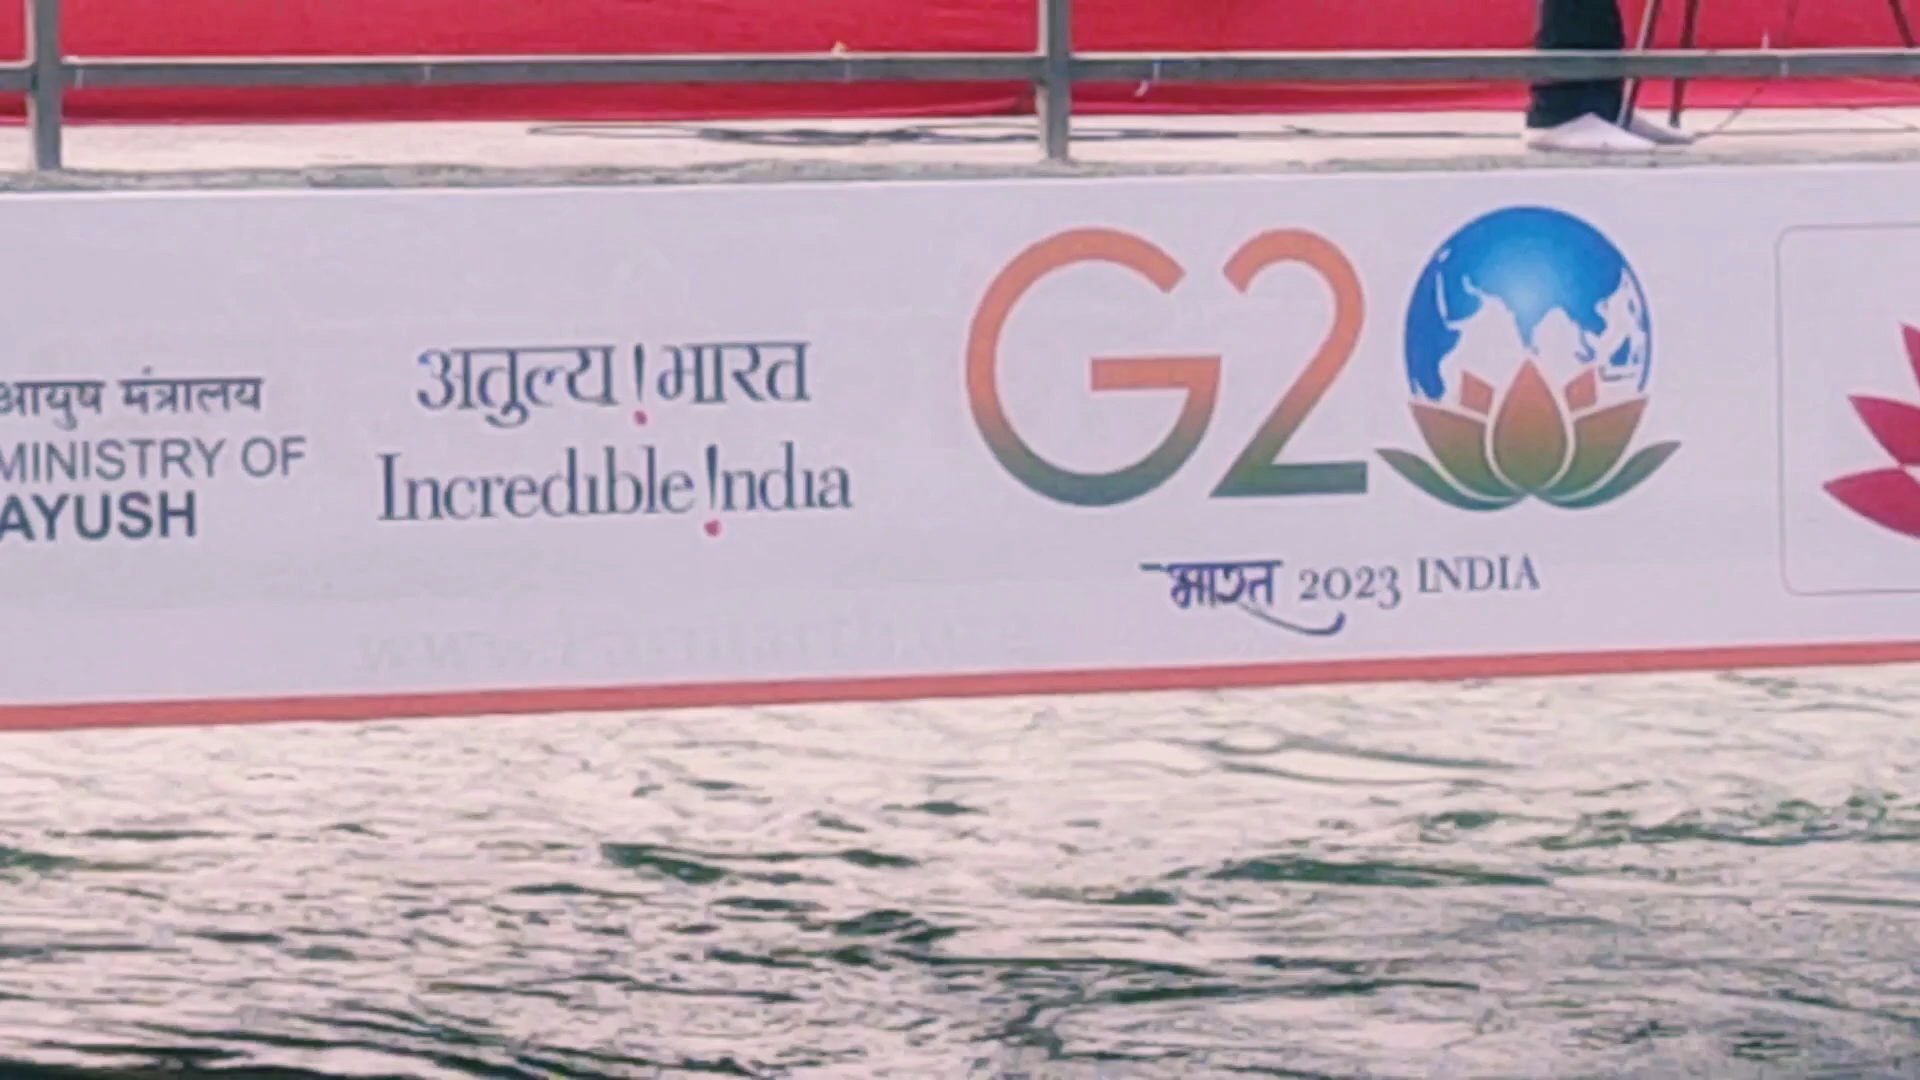 आयुष मंत्रालय
MINISTRY OF
AYUSH
अतुल्य ! भारत
Incredible !ndia
G20
भारत 2023 INDIA